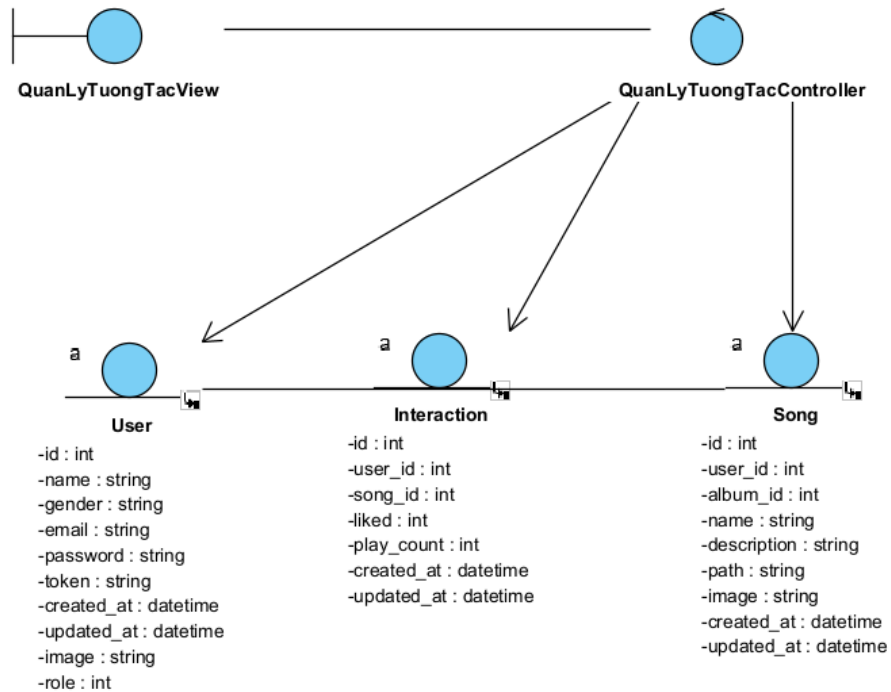 QuanLyTuongTacView
QuanLyTuongTacController
a
a
a
User
-id : int
-name : string
-gender : string
-email : string
-password : string
-token : string
-created_at : datetime
-updated_at : datetime
-image : string
-role : int
Interaction
-id : int
-user_id : int
-song_id : int
-liked : int
-play_count : int
-created_at : datetime
-updated_at : datetime
Song
-id : int
-user_id : int
-album_id : int
-name : string
-description : string
-path : string
-image : string
-created_at : datetime
-updated_at : datetime